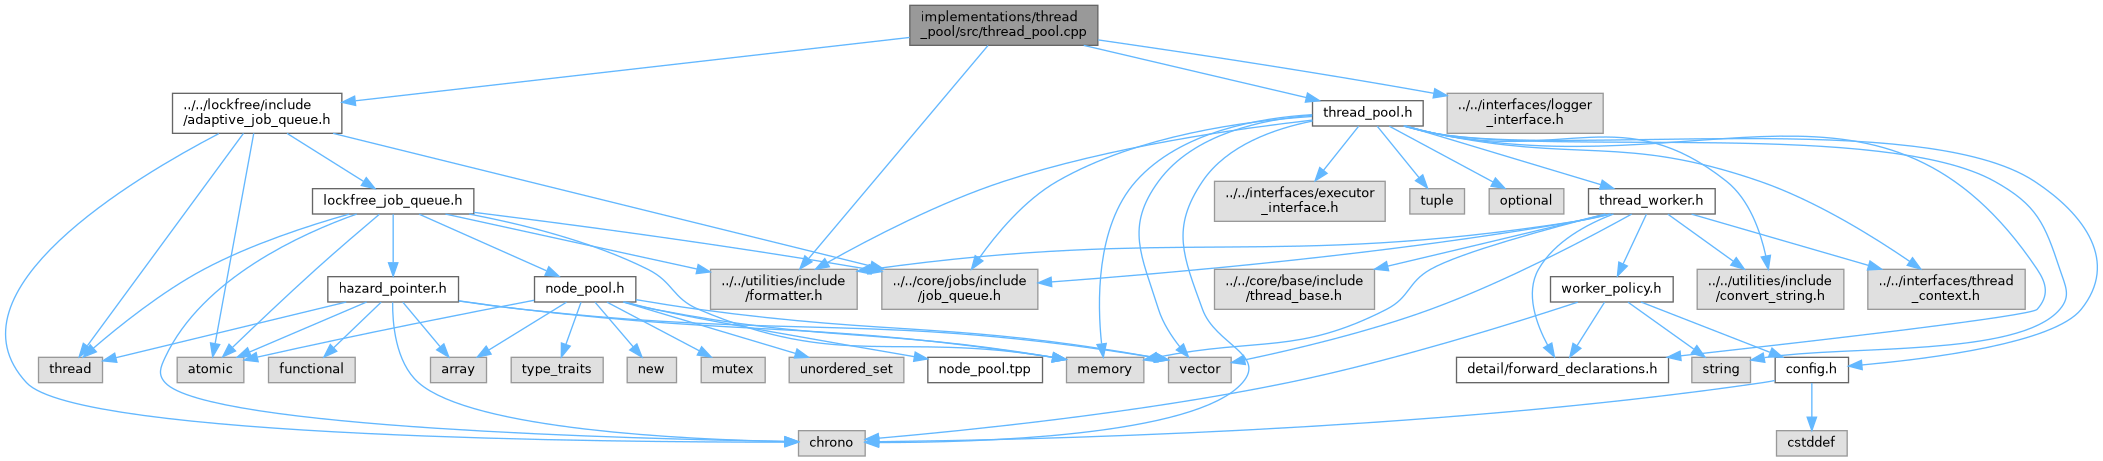 implementations/thread
_pool/src/thread_pool.cpp
../../lockfree/include
/adaptive_job_queue.h
thread_pool.h
../../interfaces/logger
_interface.h
lockfree_job_queue.h
../../interfaces/executor
_interface.h
tuple
optional
thread_worker.h
hazard_pointer.h
node_pool.h
../../utilities/include
/formatter.h
../../core/jobs/include
/job_queue.h
../../core/base/include
/thread_base.h
worker_policy.h
../../utilities/include
/convert_string.h
../../interfaces/thread
_context.h
thread
atomic
functional
array
type_traits
new
mutex
unordered_set
node_pool.tpp
memory
vector
detail/forward_declarations.h
string
config.h
chrono
cstddef